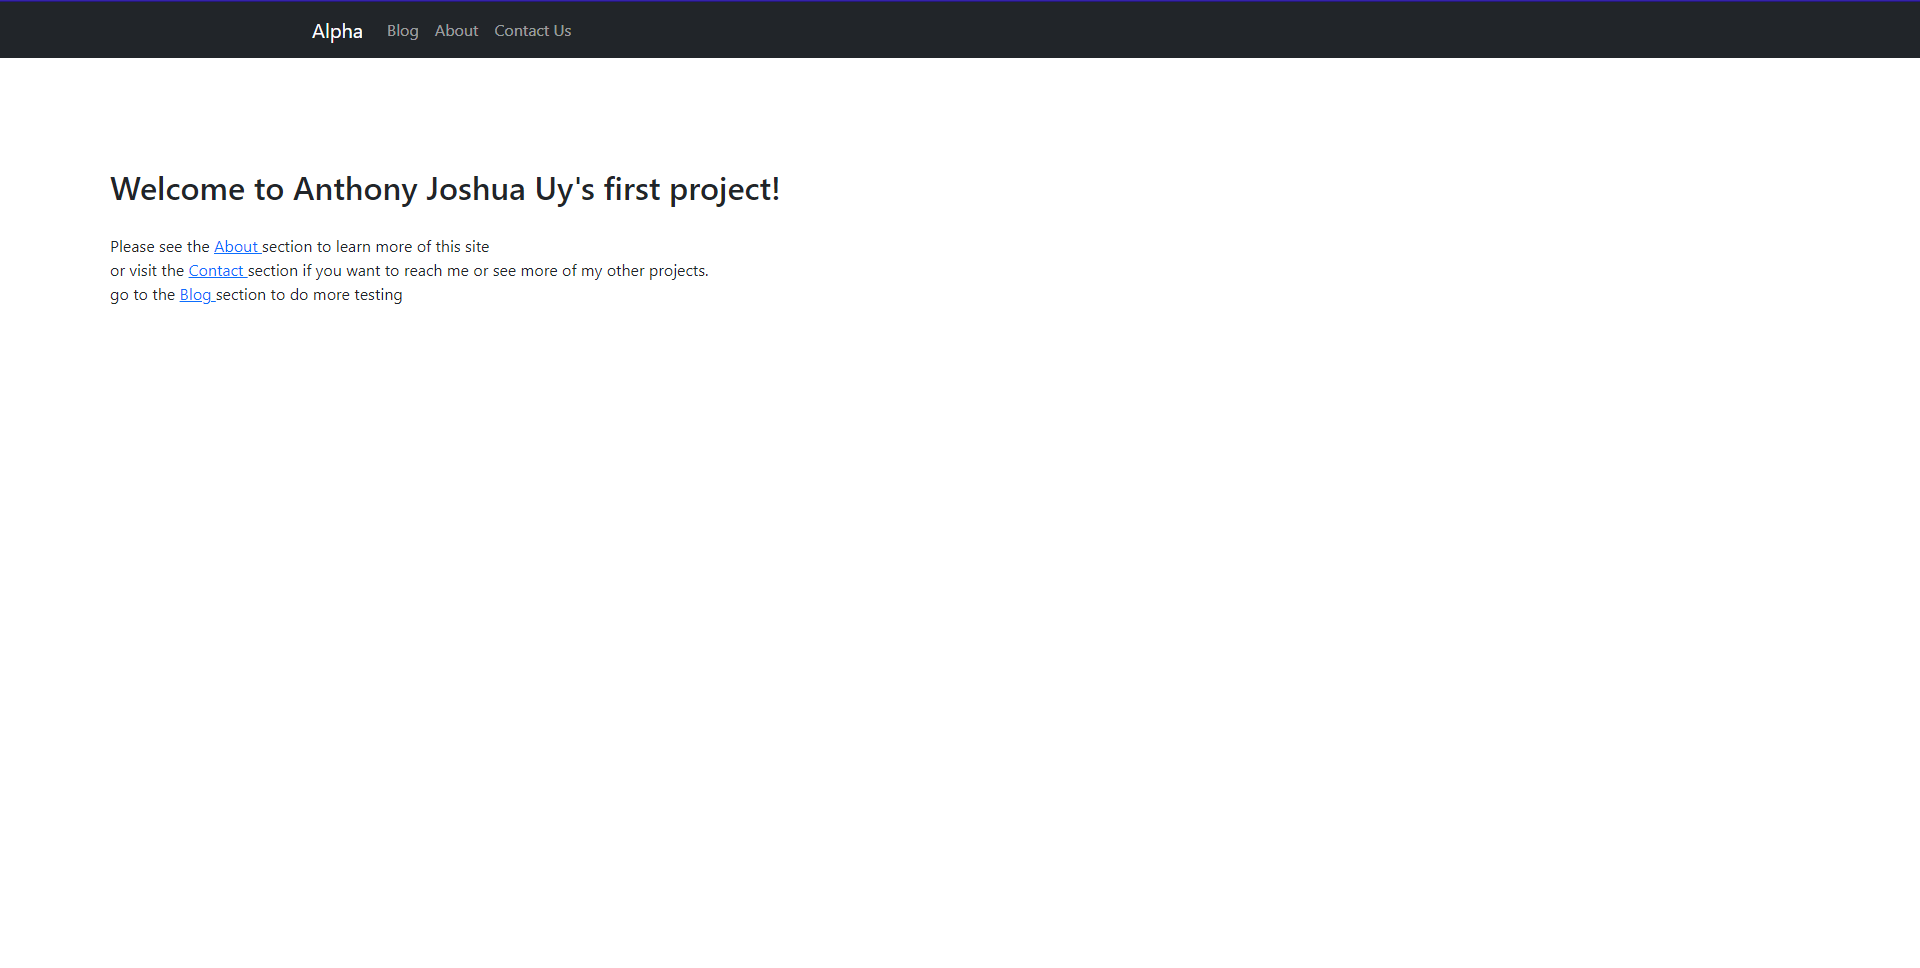 Alpha Blog About Contact Us
Welcome to Anthony Joshua Uy's first project!
Please see the About section to learn more of this site
or visit the Contact section if you want to reach me or see more of my other projects.
go to the Blog section to do more testing